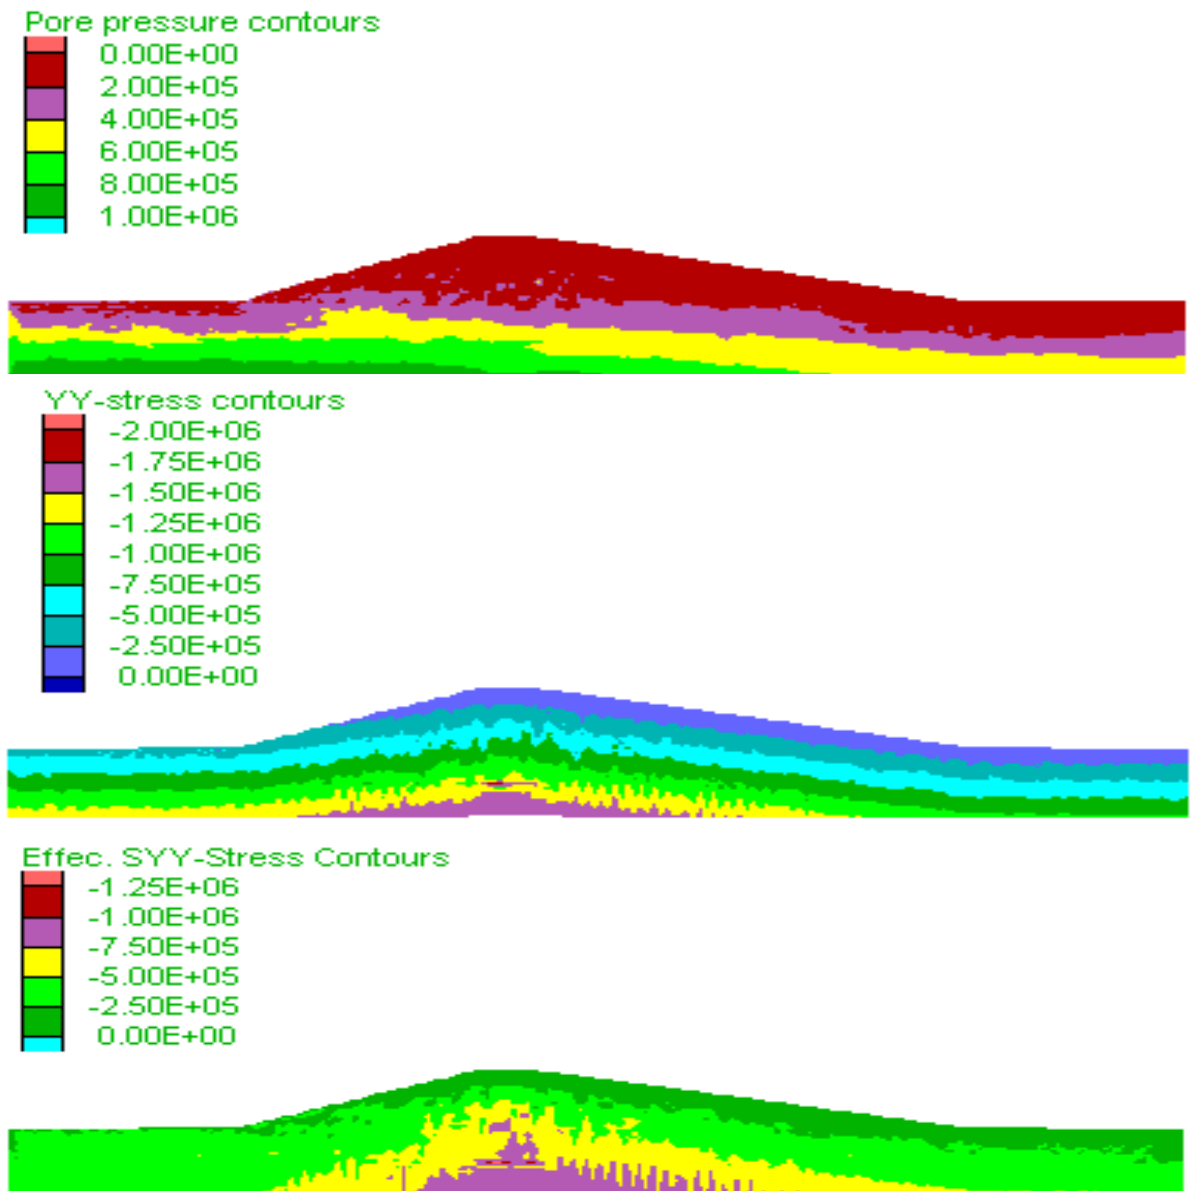 Pore pressure contours
0.00E+00
2.00E+05
4.00E+05
6.00E+05
8.00E+05
1.00E+06
YY-stress contours
-2.00E+06
-1.75E+06
-1.50E+06
-1.25E+06
-1.00E+06
-7.50E+05
-5.00E+05
-2.50E+05
0.00E+00
Effec. SYY-Stress Contours
-1.25E+06
-1.00E+06
-7.50E+05
-5.00E+05
-2.50E+05
0.00E+00